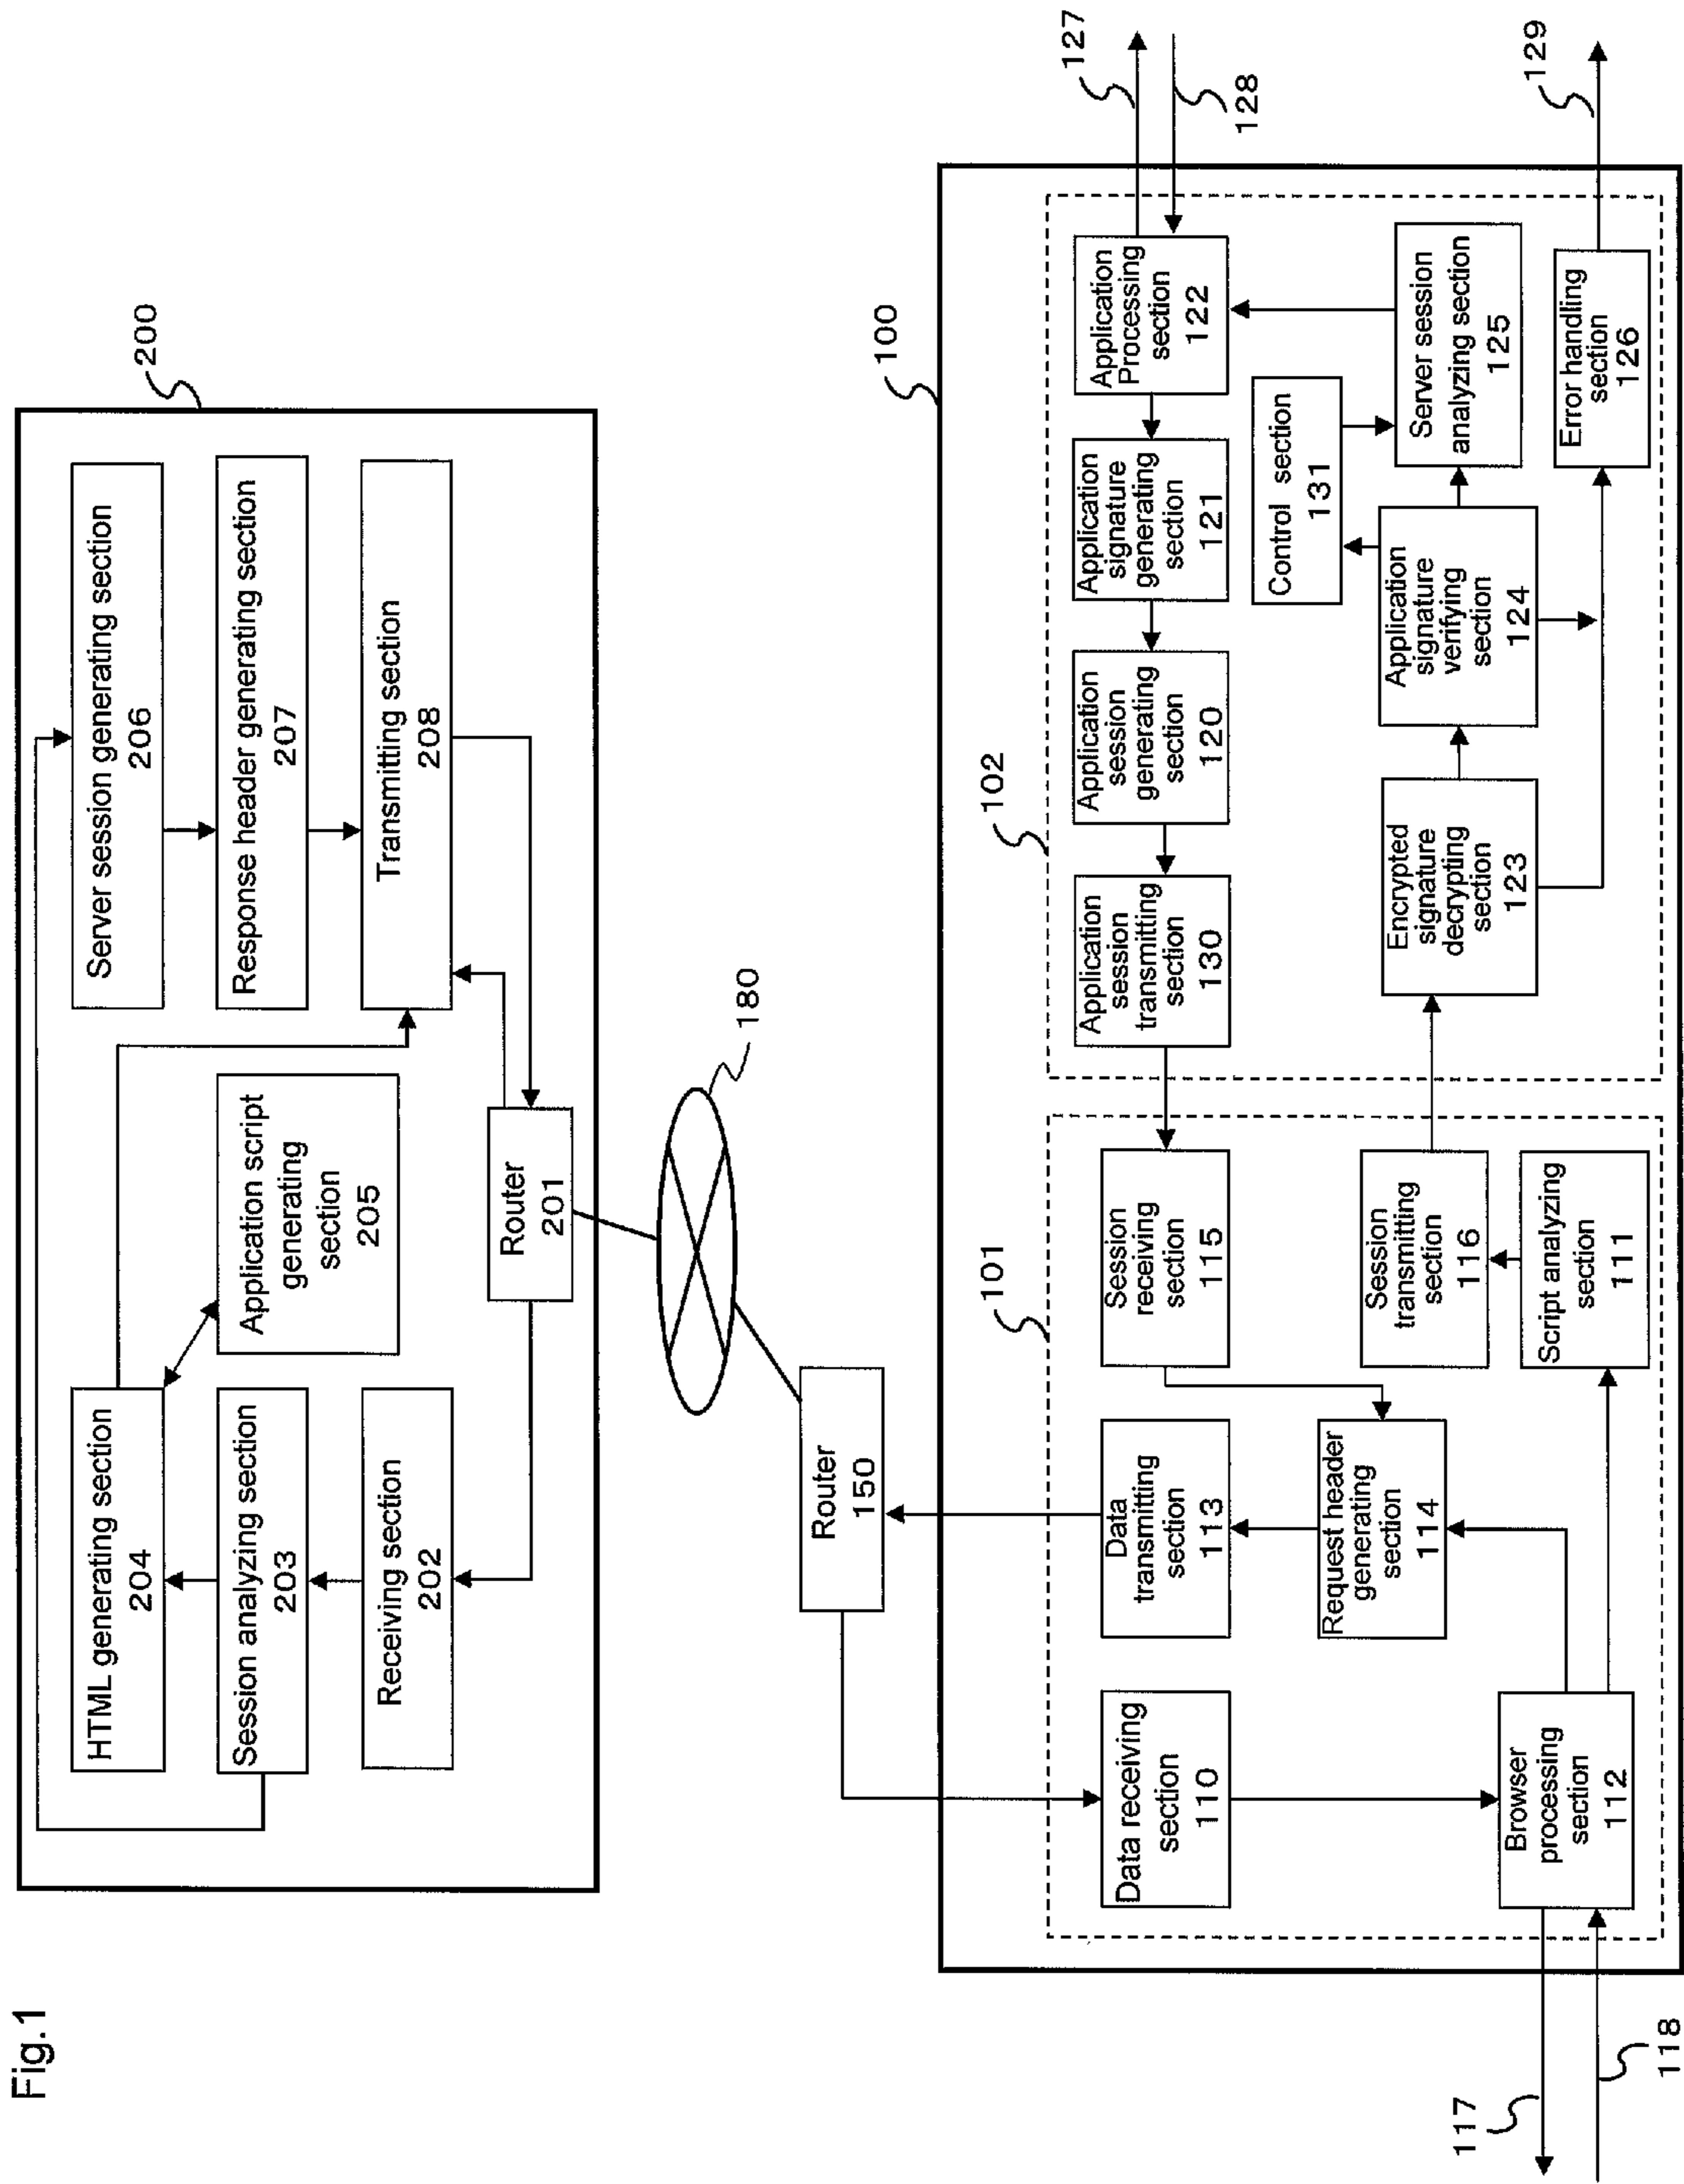 Fig.1
200
HTML generating section
204
Session analyzing section
203
Receiving section
202
Application script
generating
section
205
Router
201
Server session generating section
206
Response header generating section
207
Transmitting section
208
180
Router
150
100
101
Data receiving
section
110
Browser
processing
section
112
Data
transmitting
section
113
Request header
generating
section
114
Session
receiving
section
115
Session
transmitting
section
116
Script analyzing
section
111
117
118
102
Application
session
transmitting
section
130
Application
session
generating
section
120
Application
signature
generating
section
121
Application
Processing
section
122
Encrypted
signature
decrypting
section
123
Application
signature
verifying
section
124
Control section
131
Server session
analyzing section
125
Error handling
section
126
127
128
129